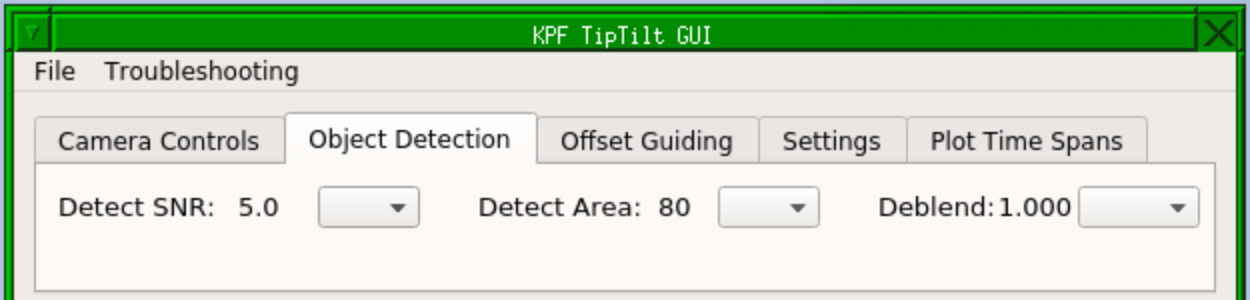 KPF TipTilt GUI
File Troubleshooting
Camera Controls Object Detection Offset Guiding Settings Plot Time Spans
Detect SNR: 5.0 Detect Area: 80 Deblend: 1.000